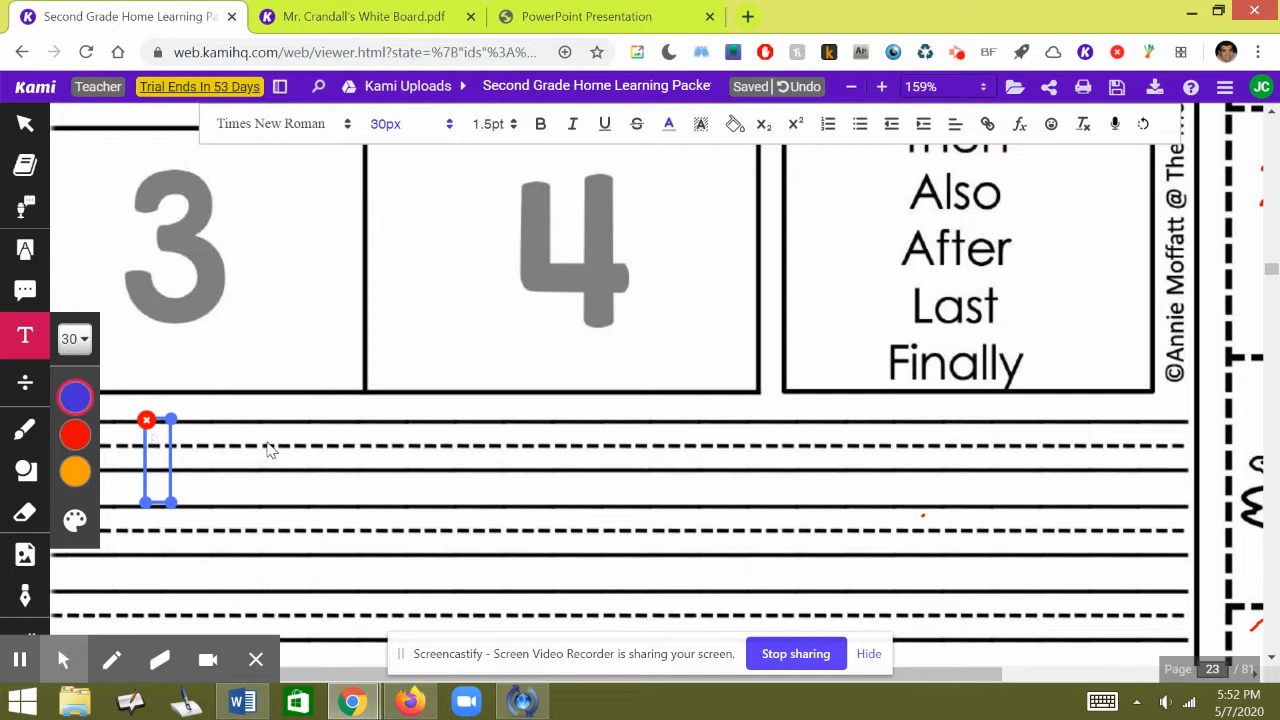 Second Grade Home Learning Pa
Mr. Crandall's White Board.pdf
PowerPoint Presentation
web.kamihq.com/web/viewer.html?state=%7B"ids"%3A%...
BF
Kami
Teacher
Trial Ends In 53 Days
Kami Uploads
Second Grade Home Learning Packe
Saved
Undo
159%
JC
Times New Roman
30px
1.5pt
3
4
Also
After
Last
Finally
©Annie Moffatt @ The
30
Screencastify - Screen Video Recorder is sharing your screen.
Stop sharing
Hide
Page 23 / 81
5:52 PM
5/7/2020